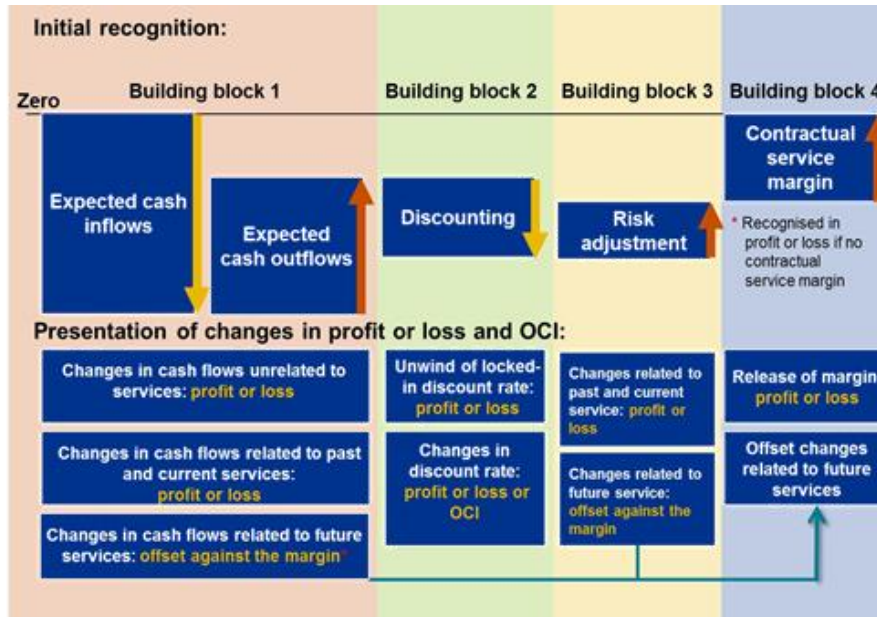 Initial recognition:
Zero
Building block 1
Building block 2
Building block 3
Building block 4
Expected cash
inflows
Expected
cash outflows
Discounting
Risk
adjustment
Contractual
service
margin
* Recognised in
profit or loss if no
contractual
service margin
Presentation of changes in profit or loss and OCI:
Changes in cash flows unrelated to
services: profit or loss
Changes in cash flows related to past
and current services:
profit or loss
Changes in cash flows related to future
services: offset against the margin*
Unwind of locked-
in discount rate:
profit or loss
Changes in
discount rate:
profit or loss or
OCI
Changes related to
past and current
service: profit or
loss
Changes related to
future service:
offset against the
margin
Release of margin
profit or loss
Offset changes
related to future
services